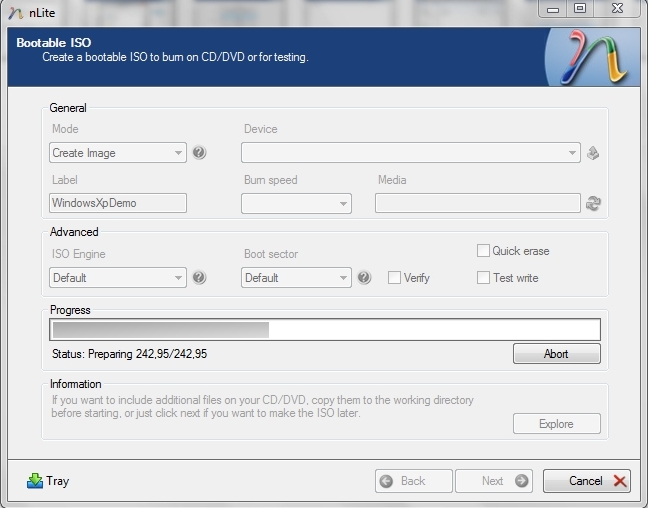 nLite
Bootable ISO
Create a bootable ISO to burn on CD/DVD or for testing.
General
Mode
Device
Create Image
Label
Burn speed
Media
WindowsXpDemo
Advanced
ISO Engine
Boot sector
Quick erase
Default
Default
Verify
Test write
Progress
Status: Preparing 242,95/242,95
Abort
Information
If you want to include additional files on your CD/DVD, copy them to the working directory
before starting, or just click next if you want to make the ISO later.
Explore
Tray
Back
Next
Cancel